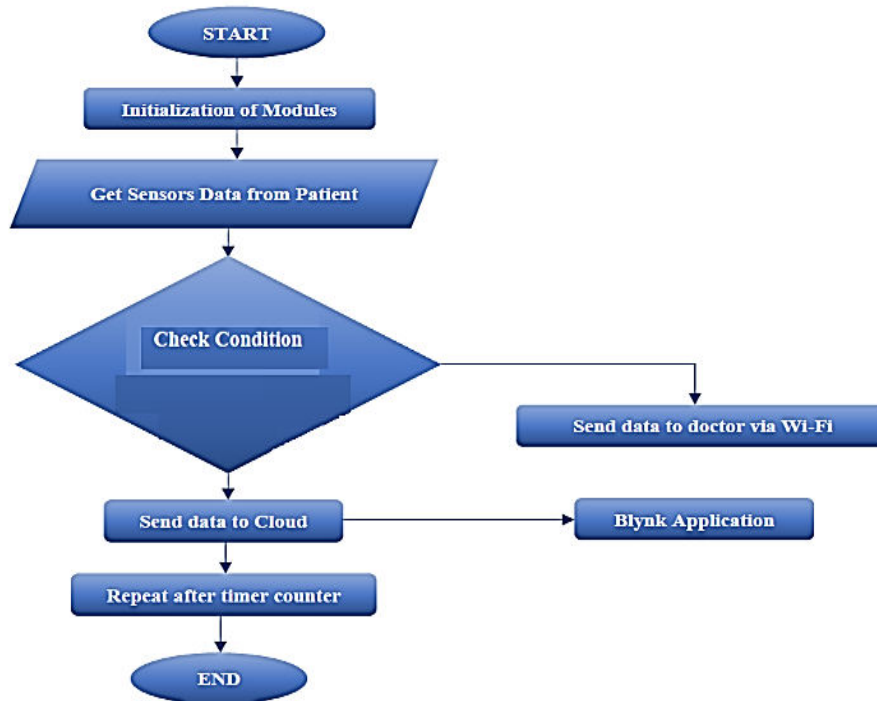 START
Initialization of Modules
Get Sensors Data from Patient
Check Condition
Send data to doctor via Wi-Fi
Send data to Cloud
Blynk Application
Repeat after timer counter
END